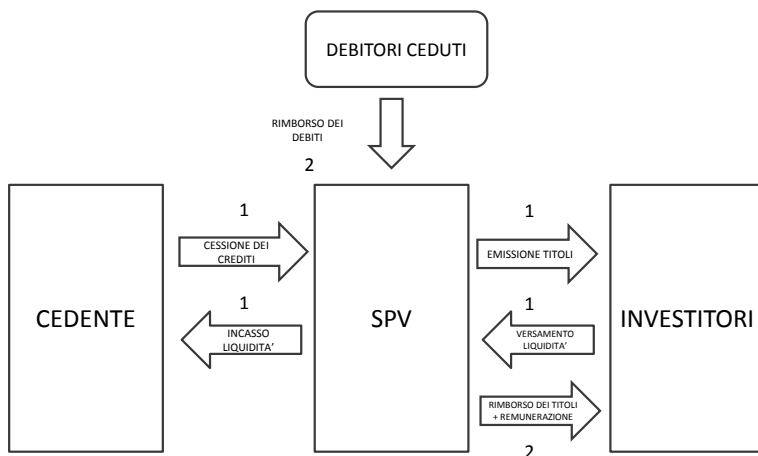 DEBITORI CEDUTI
RIMBORSO DEI
DEBITI
2
1
CESSIONE DEI
CREDITI
1
EMISSIONE TITOLI
CEDENTE
1
INCASSO
LIQUIDITA’
SPV
1
VERSAMENTO
LIQUIDITA’
INVESTITORI
RIMBORSO DEI TITOLI
+ REMUNERAZIONE
2